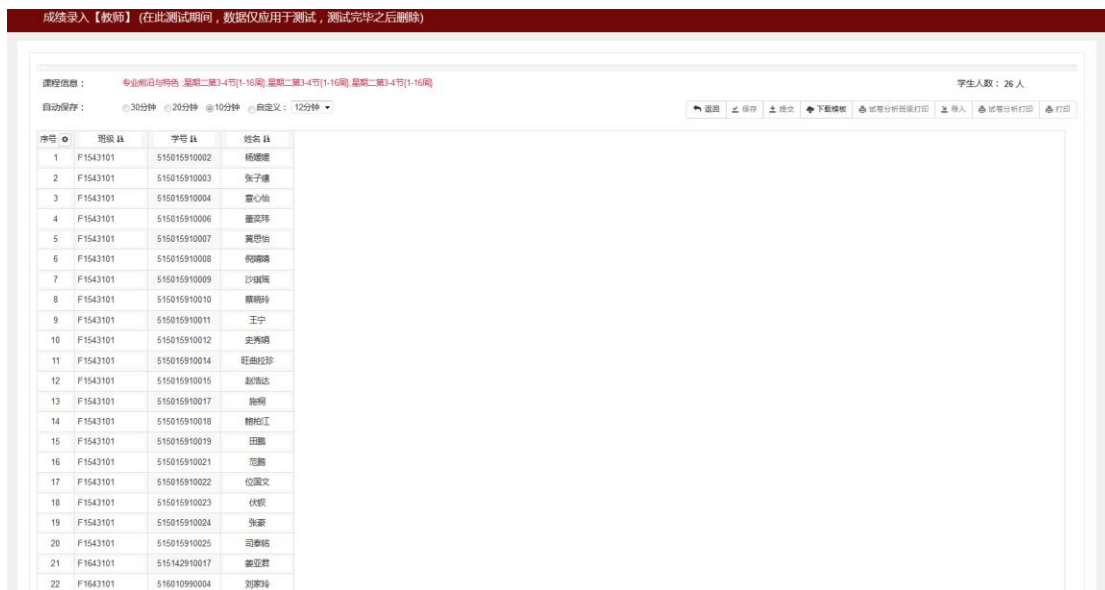 成绩录入【教师】 (在此测试期间，数据仅应用于测试，测试完毕之后删除)
课程信息： 专业前沿与特色 :星期二第3-4节{1-16周};星期二第3-4节{1-16周};星期二第3-4节{1-16周} 学生人数： 26 人
自动保存： 30分钟 20分钟 10分钟 自定义： 12分钟 返回 保存 提交 下载模板 试卷分析班级打印 导入 试卷分析打印 打印
序号 班级 学号 姓名
1 F1543101 515015910002 杨媛媛
2 F1543101 515015910003 张子
3 F1543101 515015910004 心怡
4 F1543101 515015910006 董奕玮
5 F1543101 515015910007 黄思怡
6 F1543101 515015910008 倪婧婧
7 F1543101 515015910009 沙琪瑶
8 F1543101 515015910010 蔡晓玲
9 F1543101 515015910011 王宁
10 F1543101 515015910012 史秀娟
11 F1543101 515015910014 旺曲拉珍
12 F1543101 515015910015 赵浩达
13 F1543101 515015910017 施桐
14 F1543101 515015910018 柏江
15 F1543101 515015910019 田鹏
16 F1543101 515015910021 范鹏
17 F1543101 515015910022 位国文
18 F1543101 515015910023 伏
19 F1543101 515015910024 张豪
20 F1543101 515015910025 司泰铭
21 F1643101 515142910017 姜亚君
22 F1643101 516010990004 刘家玲